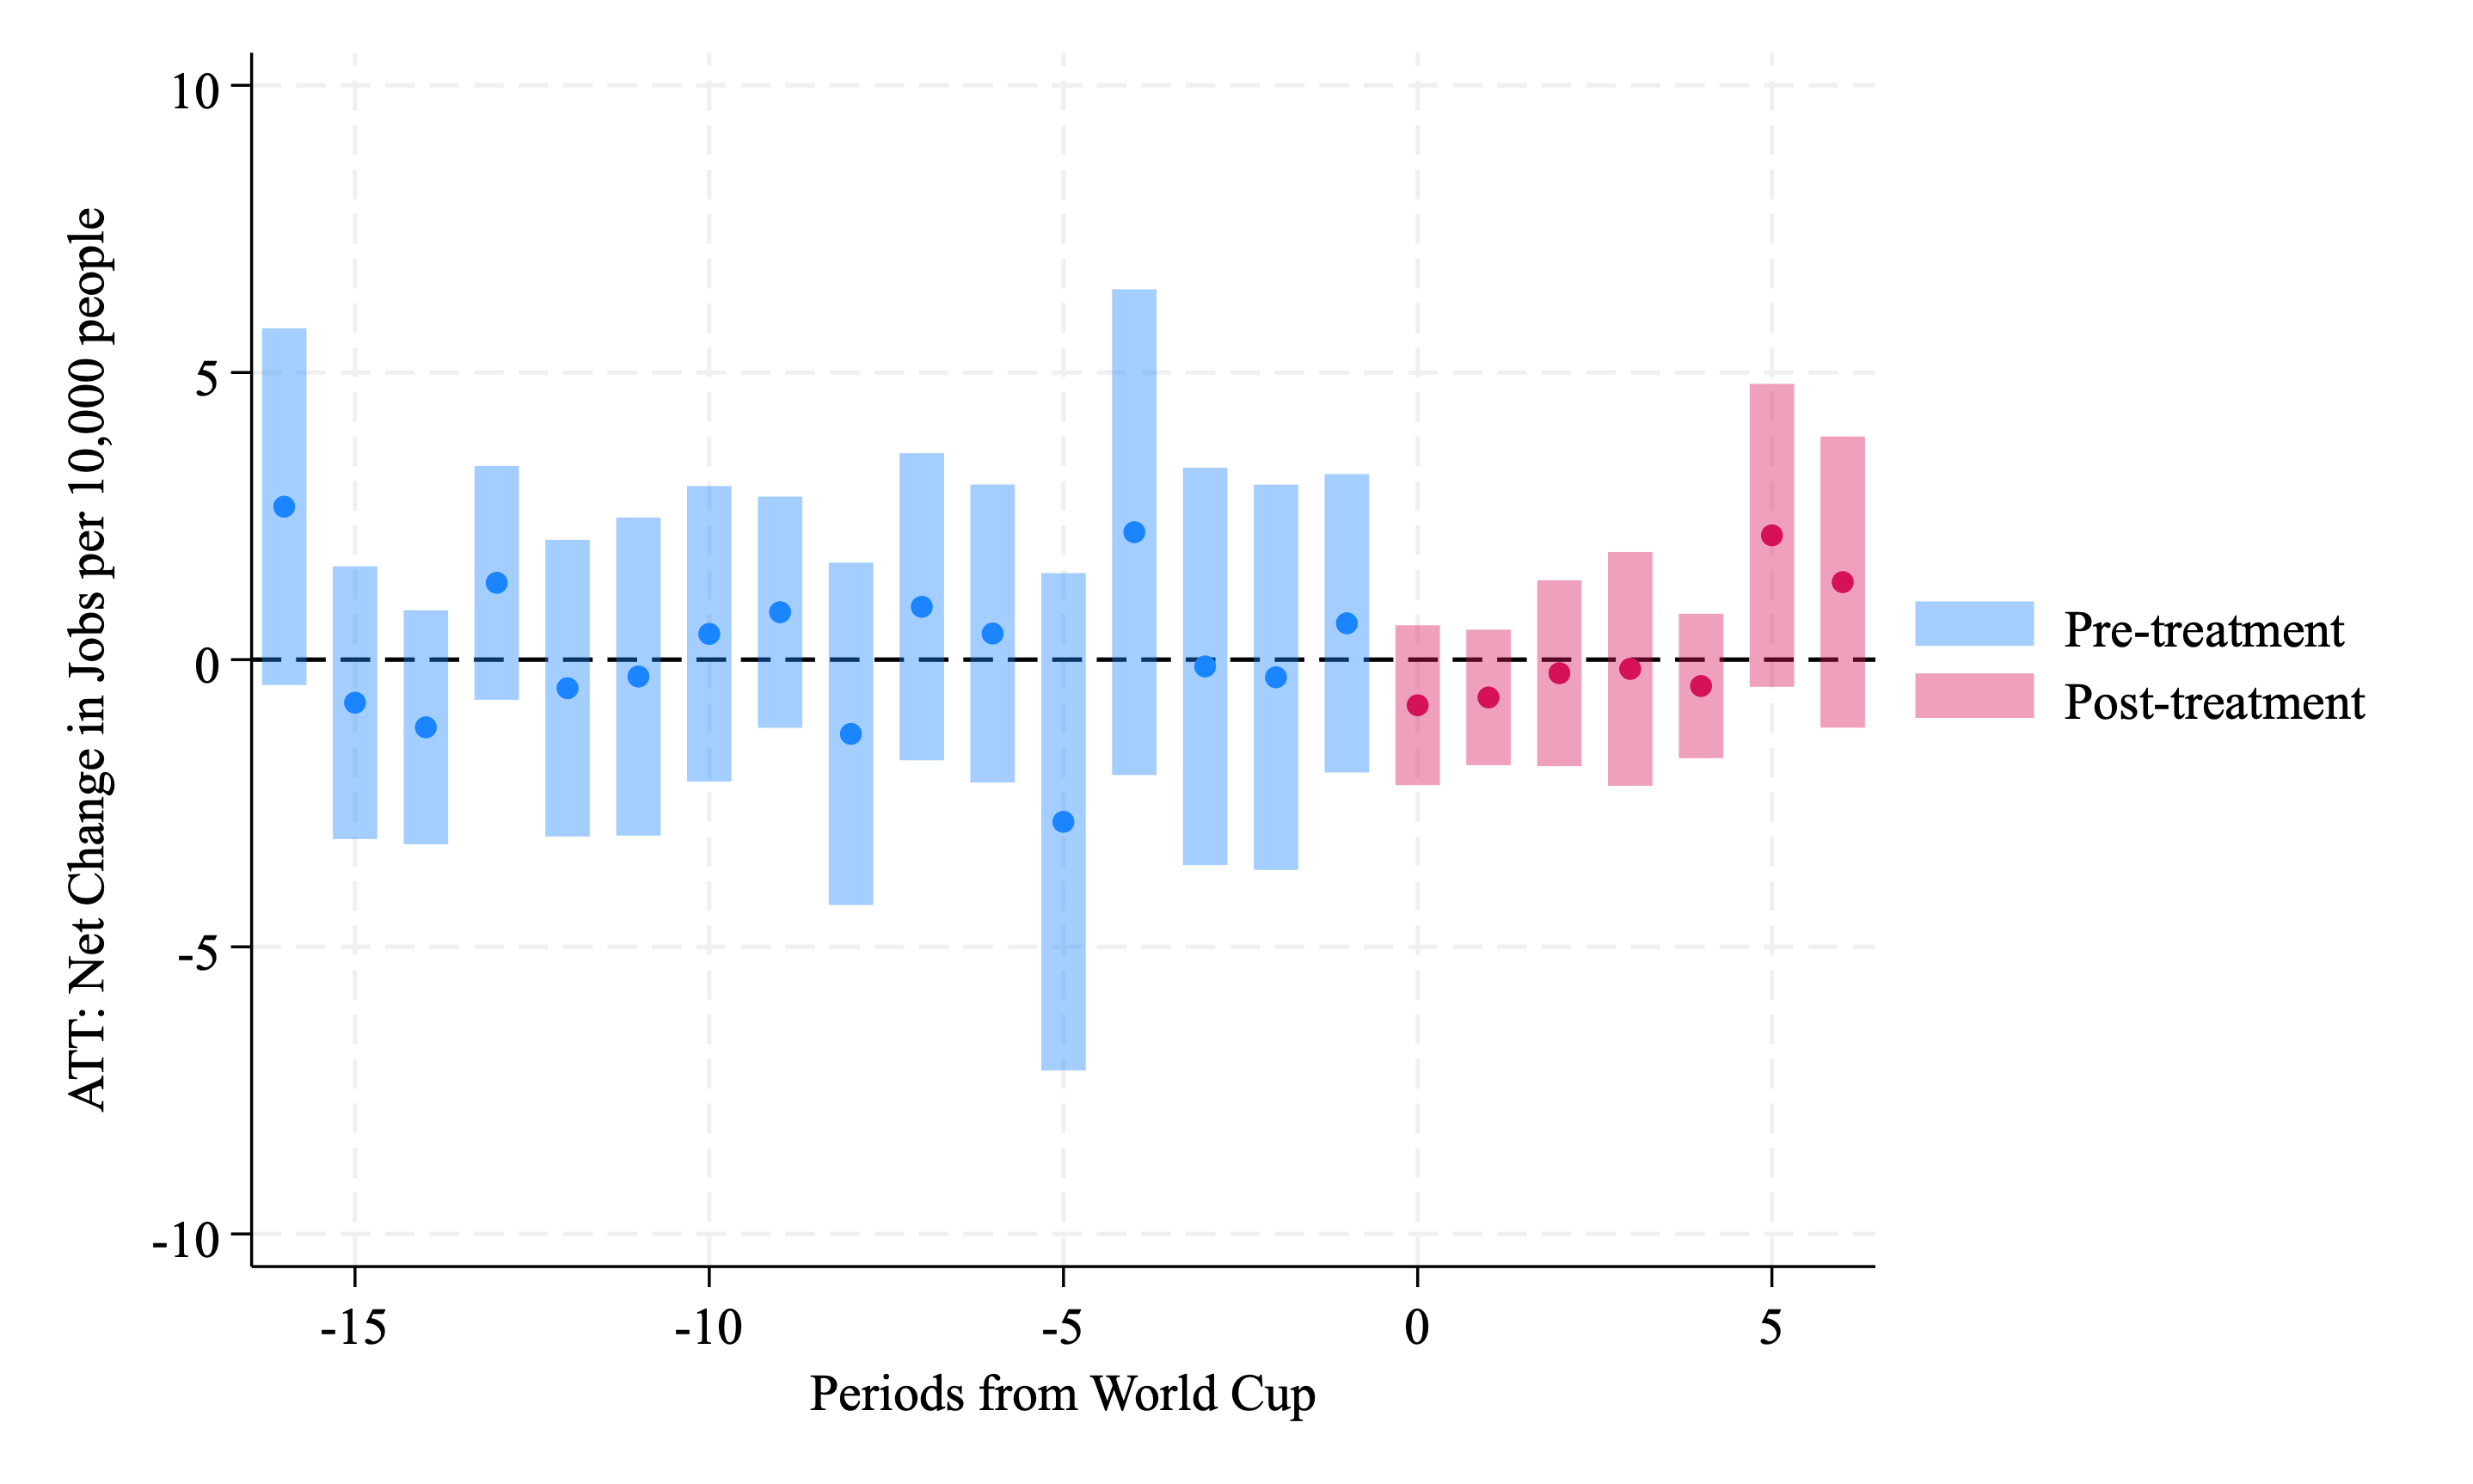 ATT: Net Change in Jobs per 10,000 people
10
5
0
-5
-10
-15
-10
-5
0
5
Periods from World Cup
Pre-treatment
Post-treatment